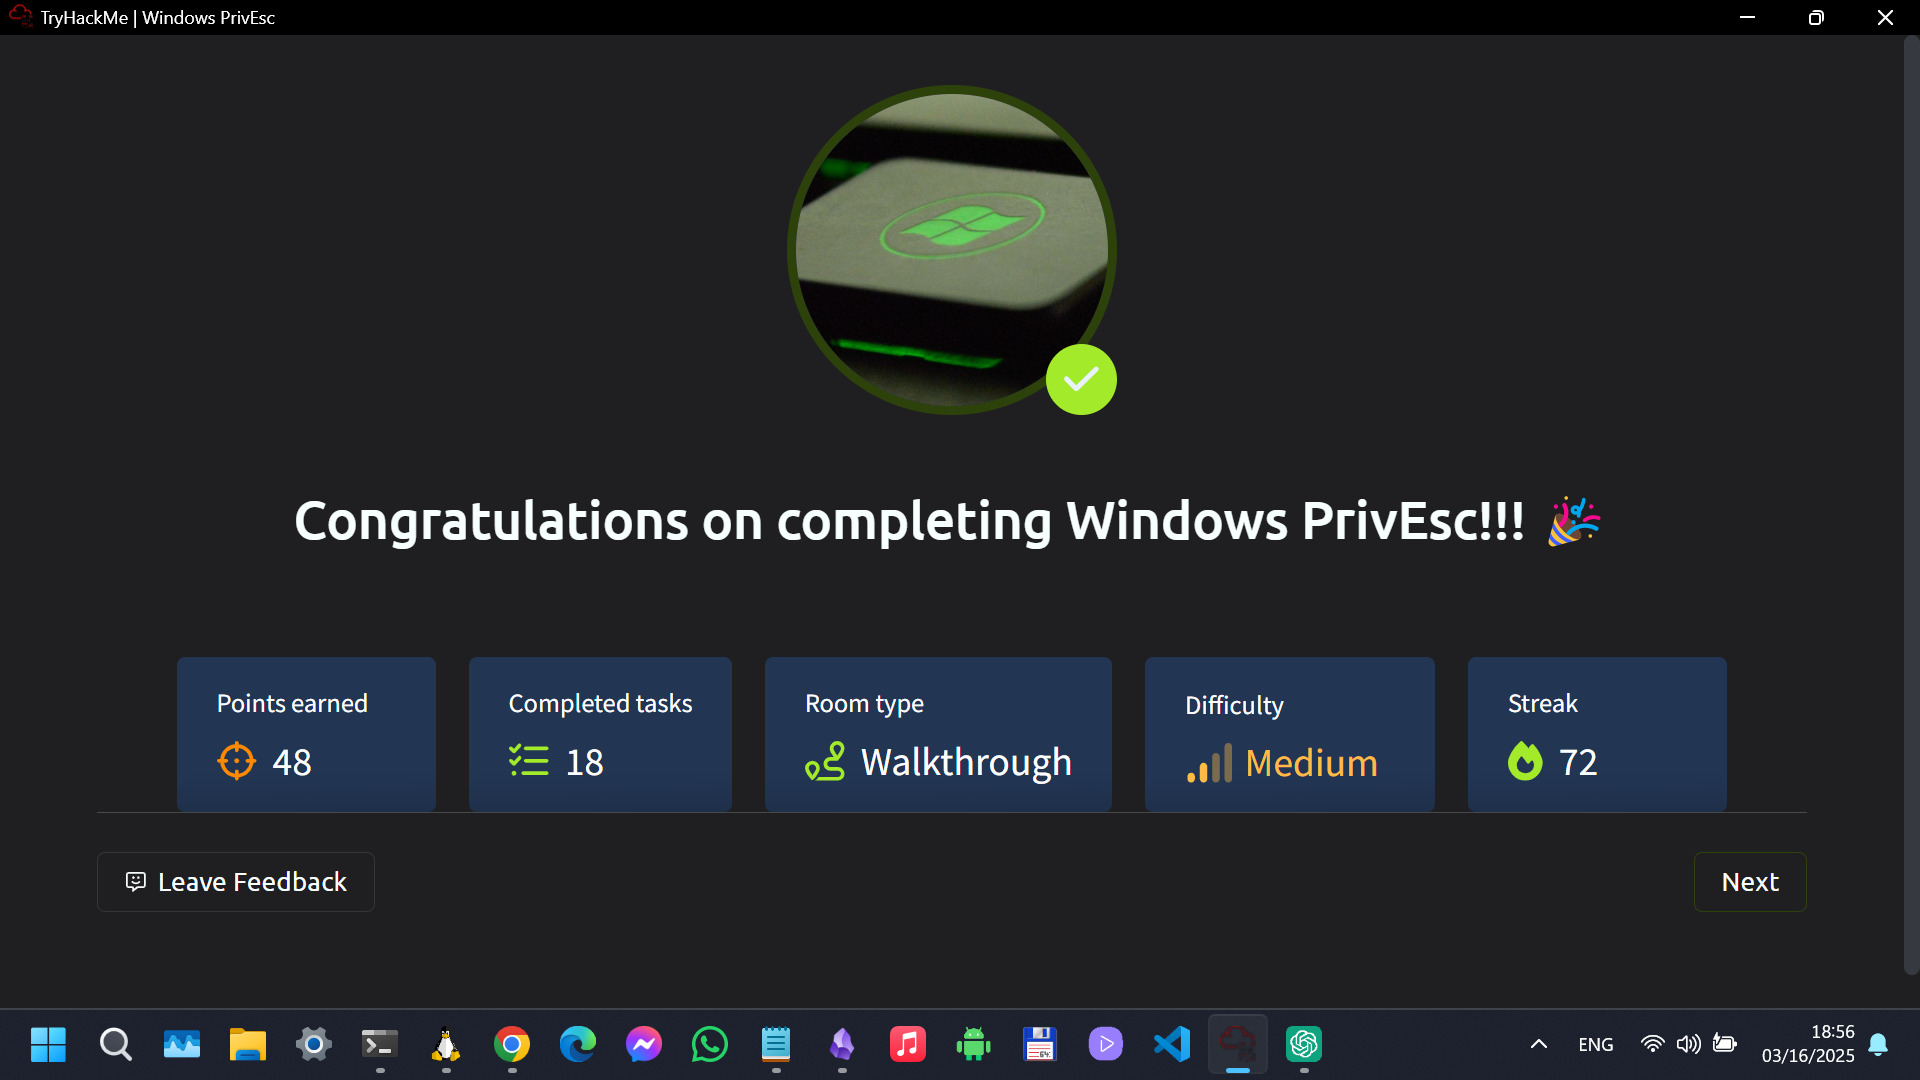 TryHackMe | Windows PrivEsc
Congratulations on completing Windows PrivEsc!!! 🎉
Points earned
48
Completed tasks
18
Room type
Walkthrough
Difficulty
Medium
Streak
72
Leave Feedback
Next
64
ENG
18:56
03/16/2025